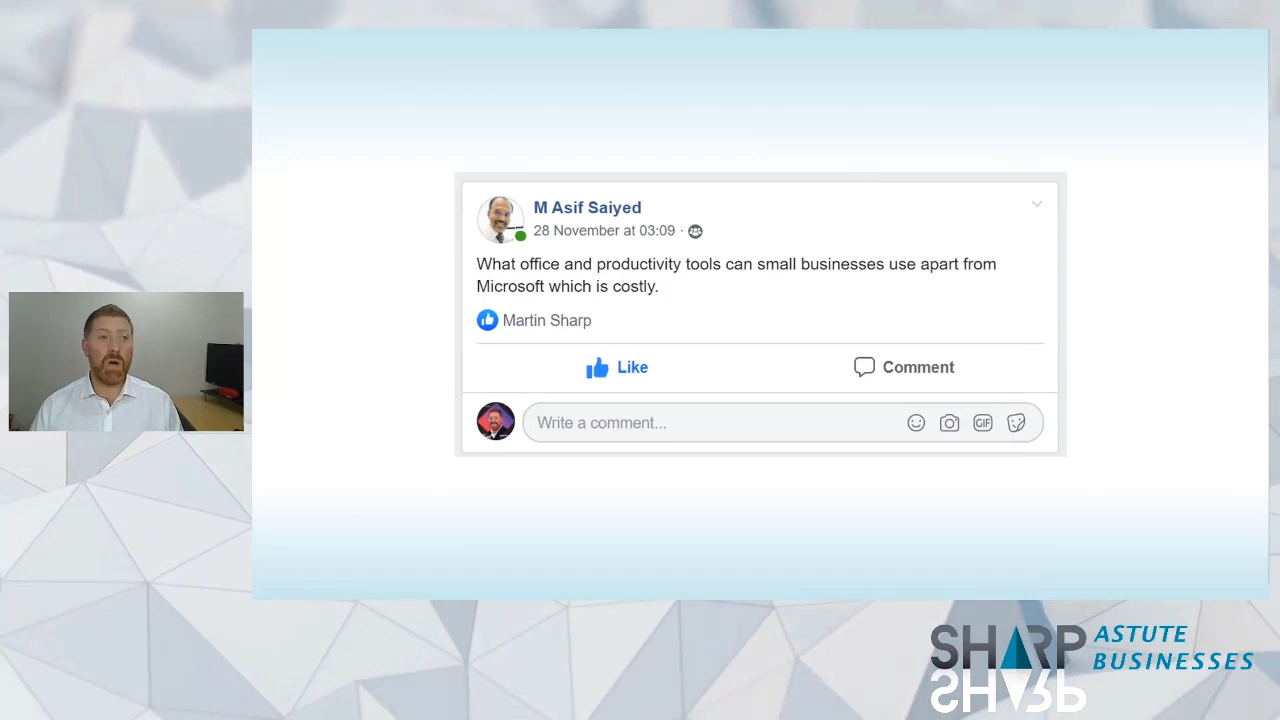 M Asif Saiyed
28 November at 03:09 ·
What office and productivity tools can small businesses use apart from
Microsoft which is costly.
Martin Sharp
Like
Comment
Write a comment...
GIF
SHARP
ASTUTE
BUSINESSES